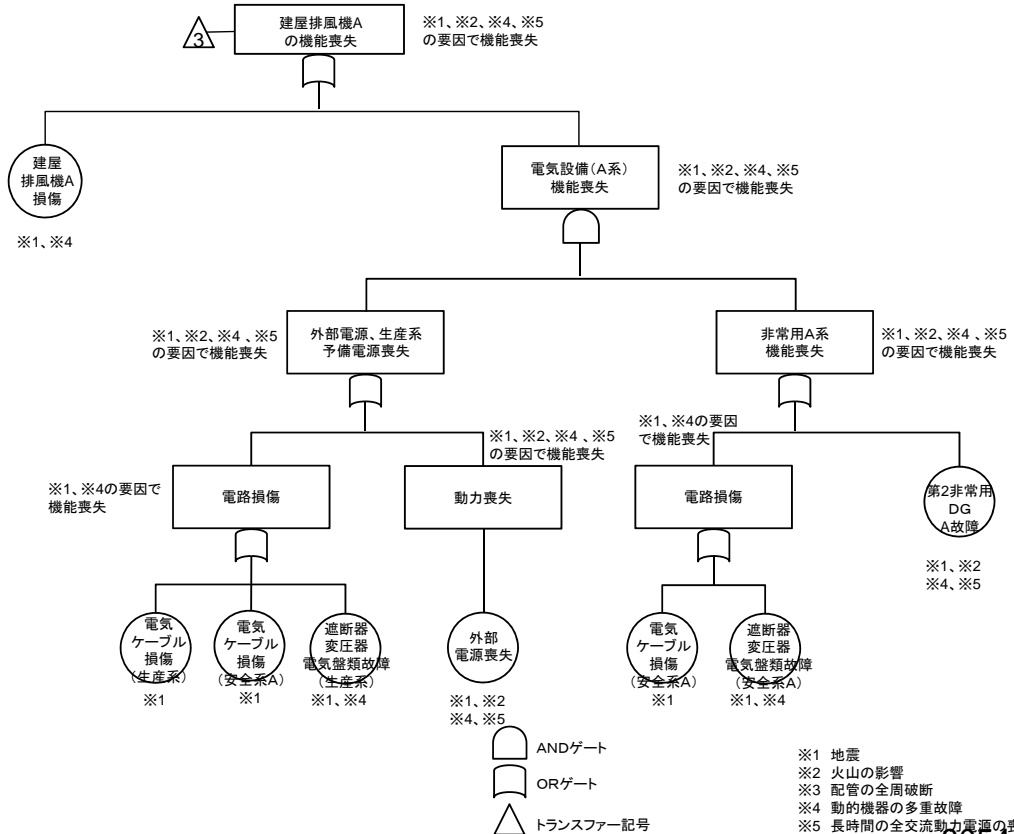 3
建屋排風機A
の機能喪失
※1、※2、※4、※5
の要因で機能喪失
建屋
排風機A
損傷
※1、※4
電気設備(A系)
機能喪失
※1、※2、※4、※5
の要因で機能喪失
※1、※2、※4 、※5
の要因で機能喪失
外部電源、生産系
予備電源喪失
非常用A系
機能喪失
※1、※2、※4 、※5
の要因で機能喪失
※1、※4の要因で
機能喪失
電路損傷
※1、※2、※4 、※5
の要因で機能喪失
動力喪失
※1、※4の要因
で機能喪失
電路損傷
第2非常用
DG
A故障
※1、※2
※4、※5
電気
ケーブル
損傷
(生産系)
※1
電気
ケーブル
損傷
(安全系A)
※1
遮断器
変圧器
電気盤類故障
(生産系)
※1、※4
外部
電源喪失
※1、※2
※4、※5
電気
ケーブル
損傷
(安全系A)
※1
遮断器
変圧器
電気盤類故障
(安全系A)
※1、※4
ANDゲート
ORゲート
トランスファー記号
※1 地震
※2 火山の影響
※3 配管の全周破断
※4 動的機器の多重故障
※5 長時間の全交流動力電源の喪